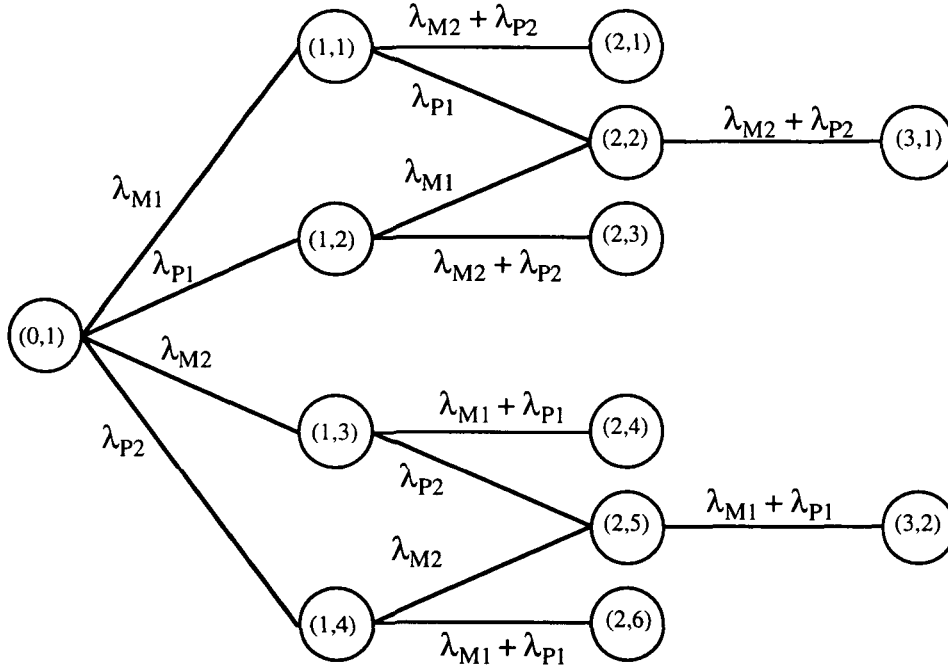 (1,1)
λM2 + λP2
(2,1)
λP1
(2,2)
λM2 + λP2
(3,1)
λM1
λM1
(1,2)
(2,3)
λP1
λM2 + λP2
(0,1)
λM2
λM1 + λP1
(1,3)
(2,4)
λP2
λP2
λM1 + λP1
(2,5)
(3,2)
λM2
(1,4)
(2,6)
λM1 + λP1